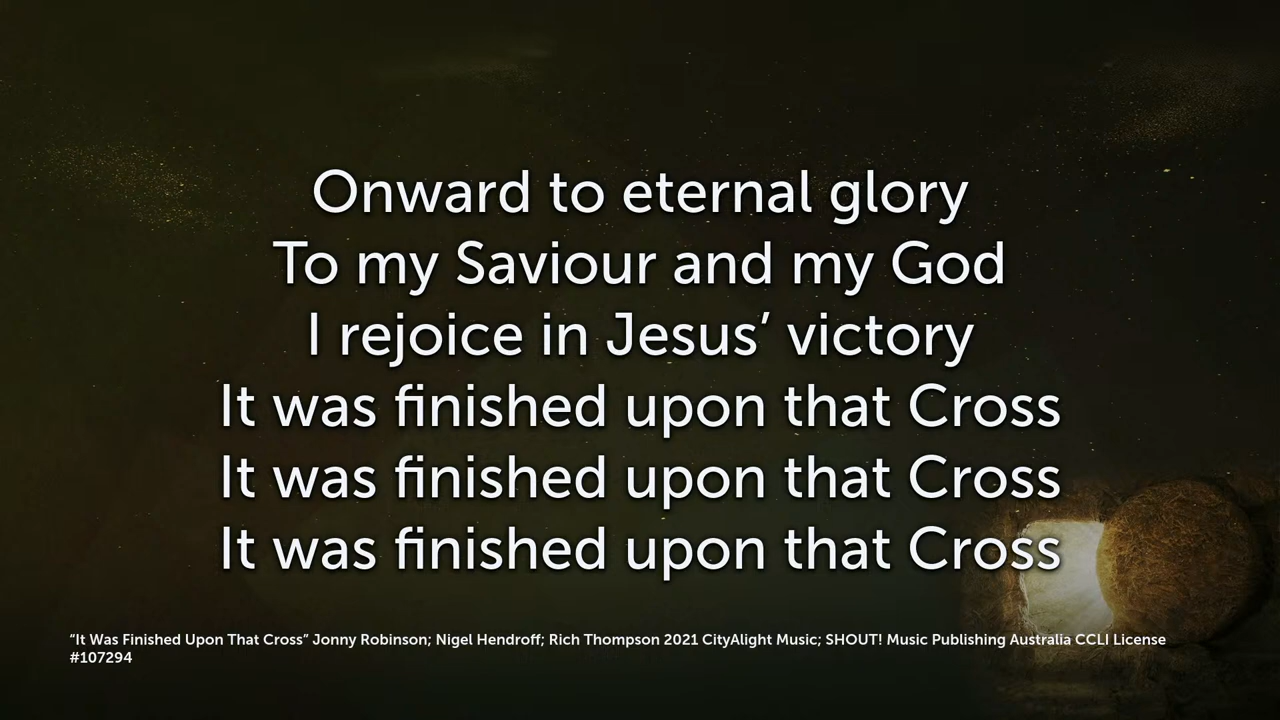 Onward to eternal glory
To my Saviour and my God
I rejoice in Jesus’ victory
It was finished upon that Cross
It was finished upon that Cross
It was finished upon that Cross
“It Was Finished Upon That Cross” Jonny Robinson; Nigel Hendroff; Rich Thompson 2021 CityAlight Music; SHOUT! Music Publishing Australia CCLI License
#107294